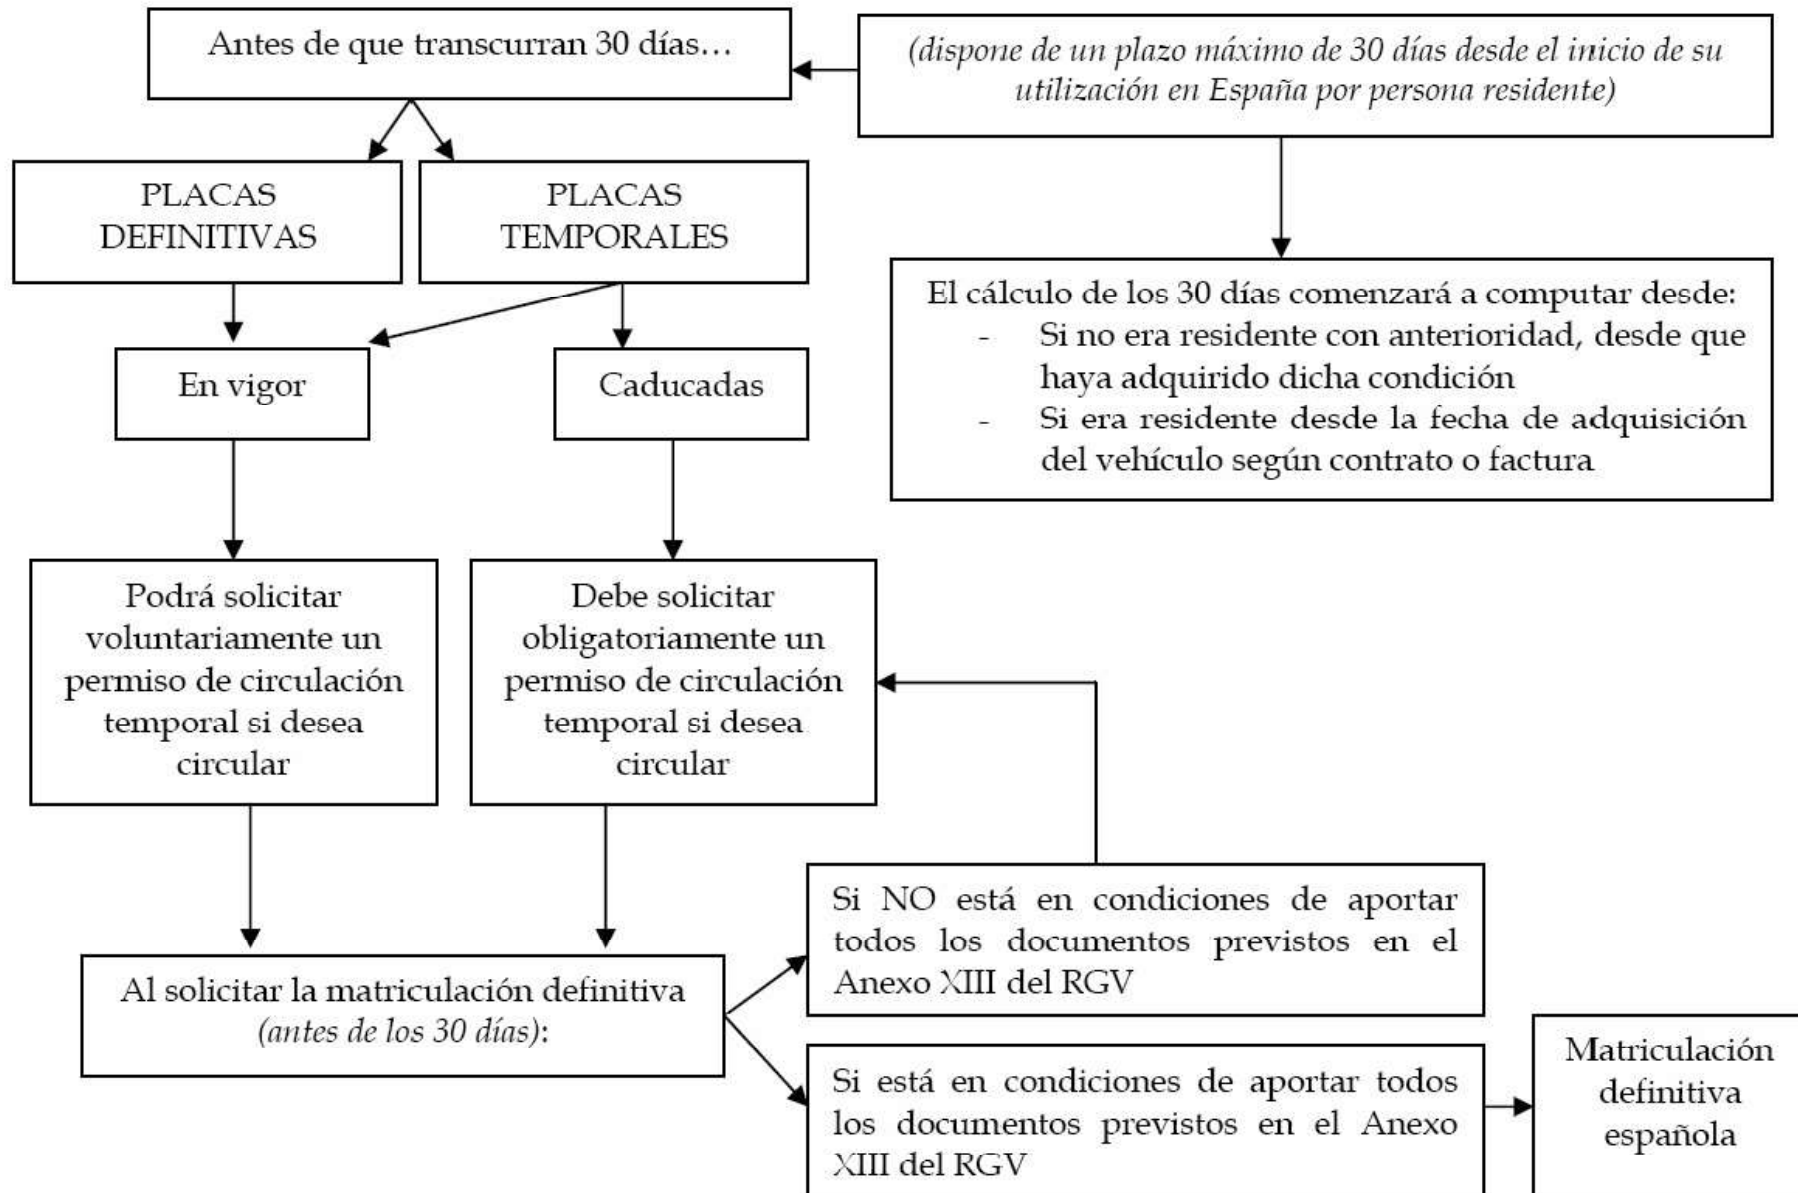 Antes de que transcurran 30 días…
(dispone de un plazo máximo de 30 días desde el inicio de su
utilización en España por persona residente)
PLACAS
DEFINITIVAS
PLACAS
TEMPORALES
El cálculo de los 30 días comenzará a computar desde:
- Si no era residente con anterioridad, desde que
haya adquirido dicha condición
- Si era residente desde la fecha de adquisición
del vehículo según contrato o factura
En vigor
Caducadas
Podrá solicitar
voluntariamente un
permiso de circulación
temporal si desea
circular
Debe solicitar
obligatoriamente un
permiso de circulación
temporal si desea
circular
Si NO está en condiciones de aportar
todos los documentos previstos en el
Anexo XIII del RGV
Al solicitar la matriculación definitiva
(antes de los 30 días):
Si está en condiciones de aportar todos
los documentos previstos en el Anexo
XIII del RGV
Matriculación
definitiva
española